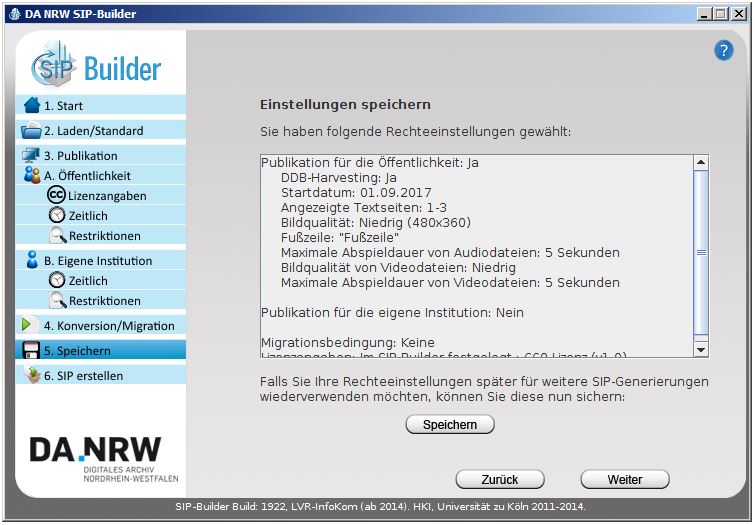 DA NRW SIP-Builder
SIP Builder
?
1. Start
2. Laden/Standard
3. Publikation
A. Öffentlichkeit
cc Lizenzangaben
Zeitlich
Restriktionen
B. Eigene Institution
Zeitlich
Restriktionen
4. Konversion/Migration
5. Speichern
6. SIP erstellen
DA.NRW
DIGITALES ARCHIV
NORDRHEIN-WESTFALEN
Einstellungen speichern
Sie haben folgende Rechteeinstellungen gewählt:
Publikation für die Öffentlichkeit: Ja
DDB-Harvesting: Ja
Startdatum: 01.09.2017
Angezeigte Textseiten: 1-3
Bildqualität: Niedrig (480x360)
Fußzeile: "Fußzeile"
Maximale Abspieldauer von Audiodateien: 5 Sekunden
Bildqualität von Videodateien: Niedrig
Maximale Abspieldauer von Videodateien: 5 Sekunden
Publikation für die eigene Institution: Nein
Migrationsbedingung: Keine
Lizenzangaben: Im SIP-Builder festgelegt
Falls Sie Ihre Rechteeinstellungen später für weitere SIP-Generierungen
wiederverwenden möchten, können Sie diese nun sichern:
Speichern
Zurück
Weiter
SIP-Builder Build: 1922, LVR-InfoKom (ab 2014). HKI, Universität zu Köln 2011-2014.